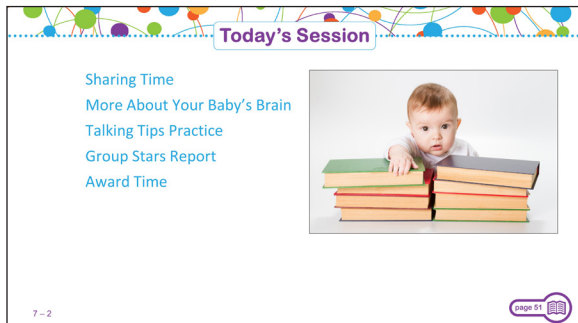 Today's Session
Sharing Time
More About Your Baby's Brain
Talking Tips Practice
Group Stars Report
Award Time
7 – 2
page 51